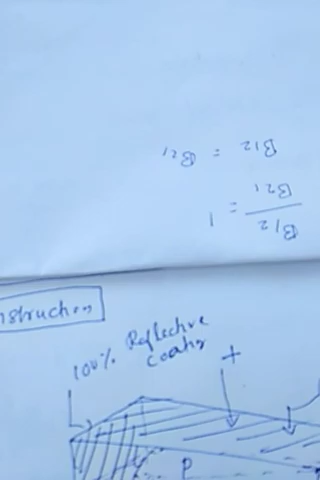 B12 / B21 = 1
B12 = B21
nstruction
100% Reflective
Coating
+
P